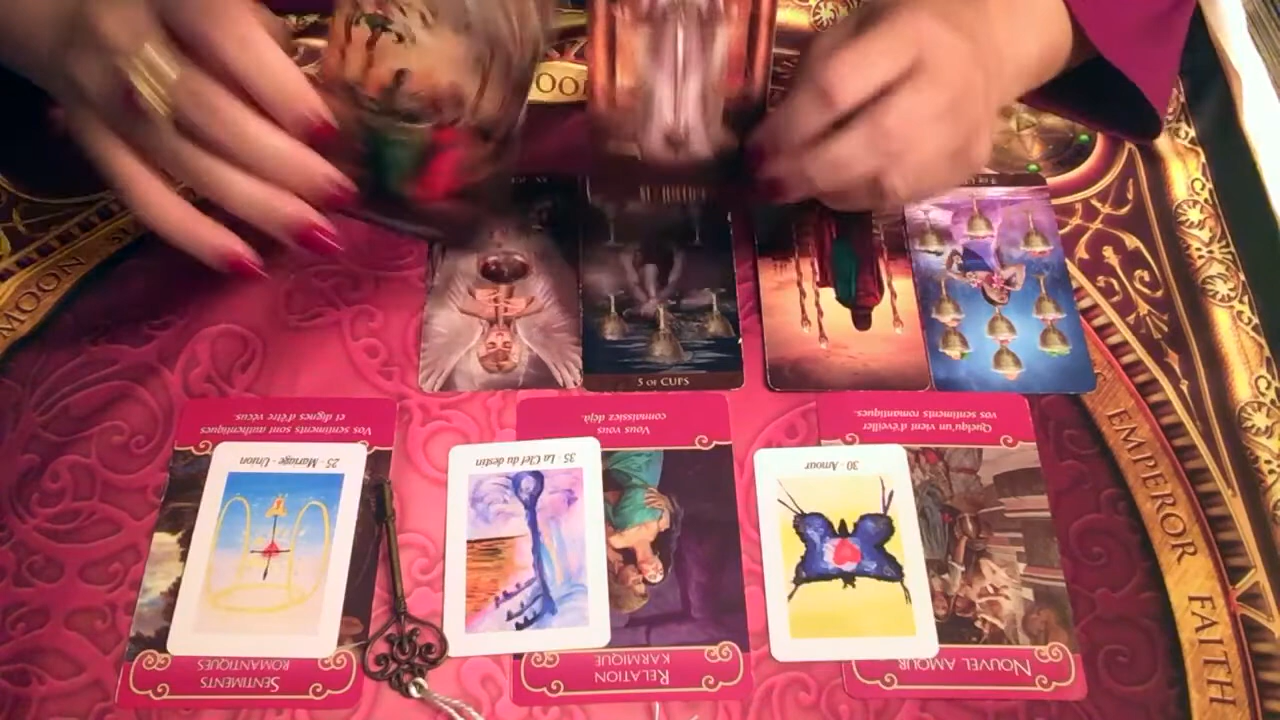 MOON
MOON
5 OF CUPS
EMPEROR
FAITH
Vos sentiments sont authentiques
et dignes d'être vécus.
25 - Mariage - Union
SENTIMENTS
ROMANTIQUES
Vous vous
connaissiez déjà.
35 - La Clef du destin
RELATION
KARMIQUE
Quelqu'un vient d'éveiller
vos sentiments romantiques.
30 - Amour
NOUVEL AMOUR